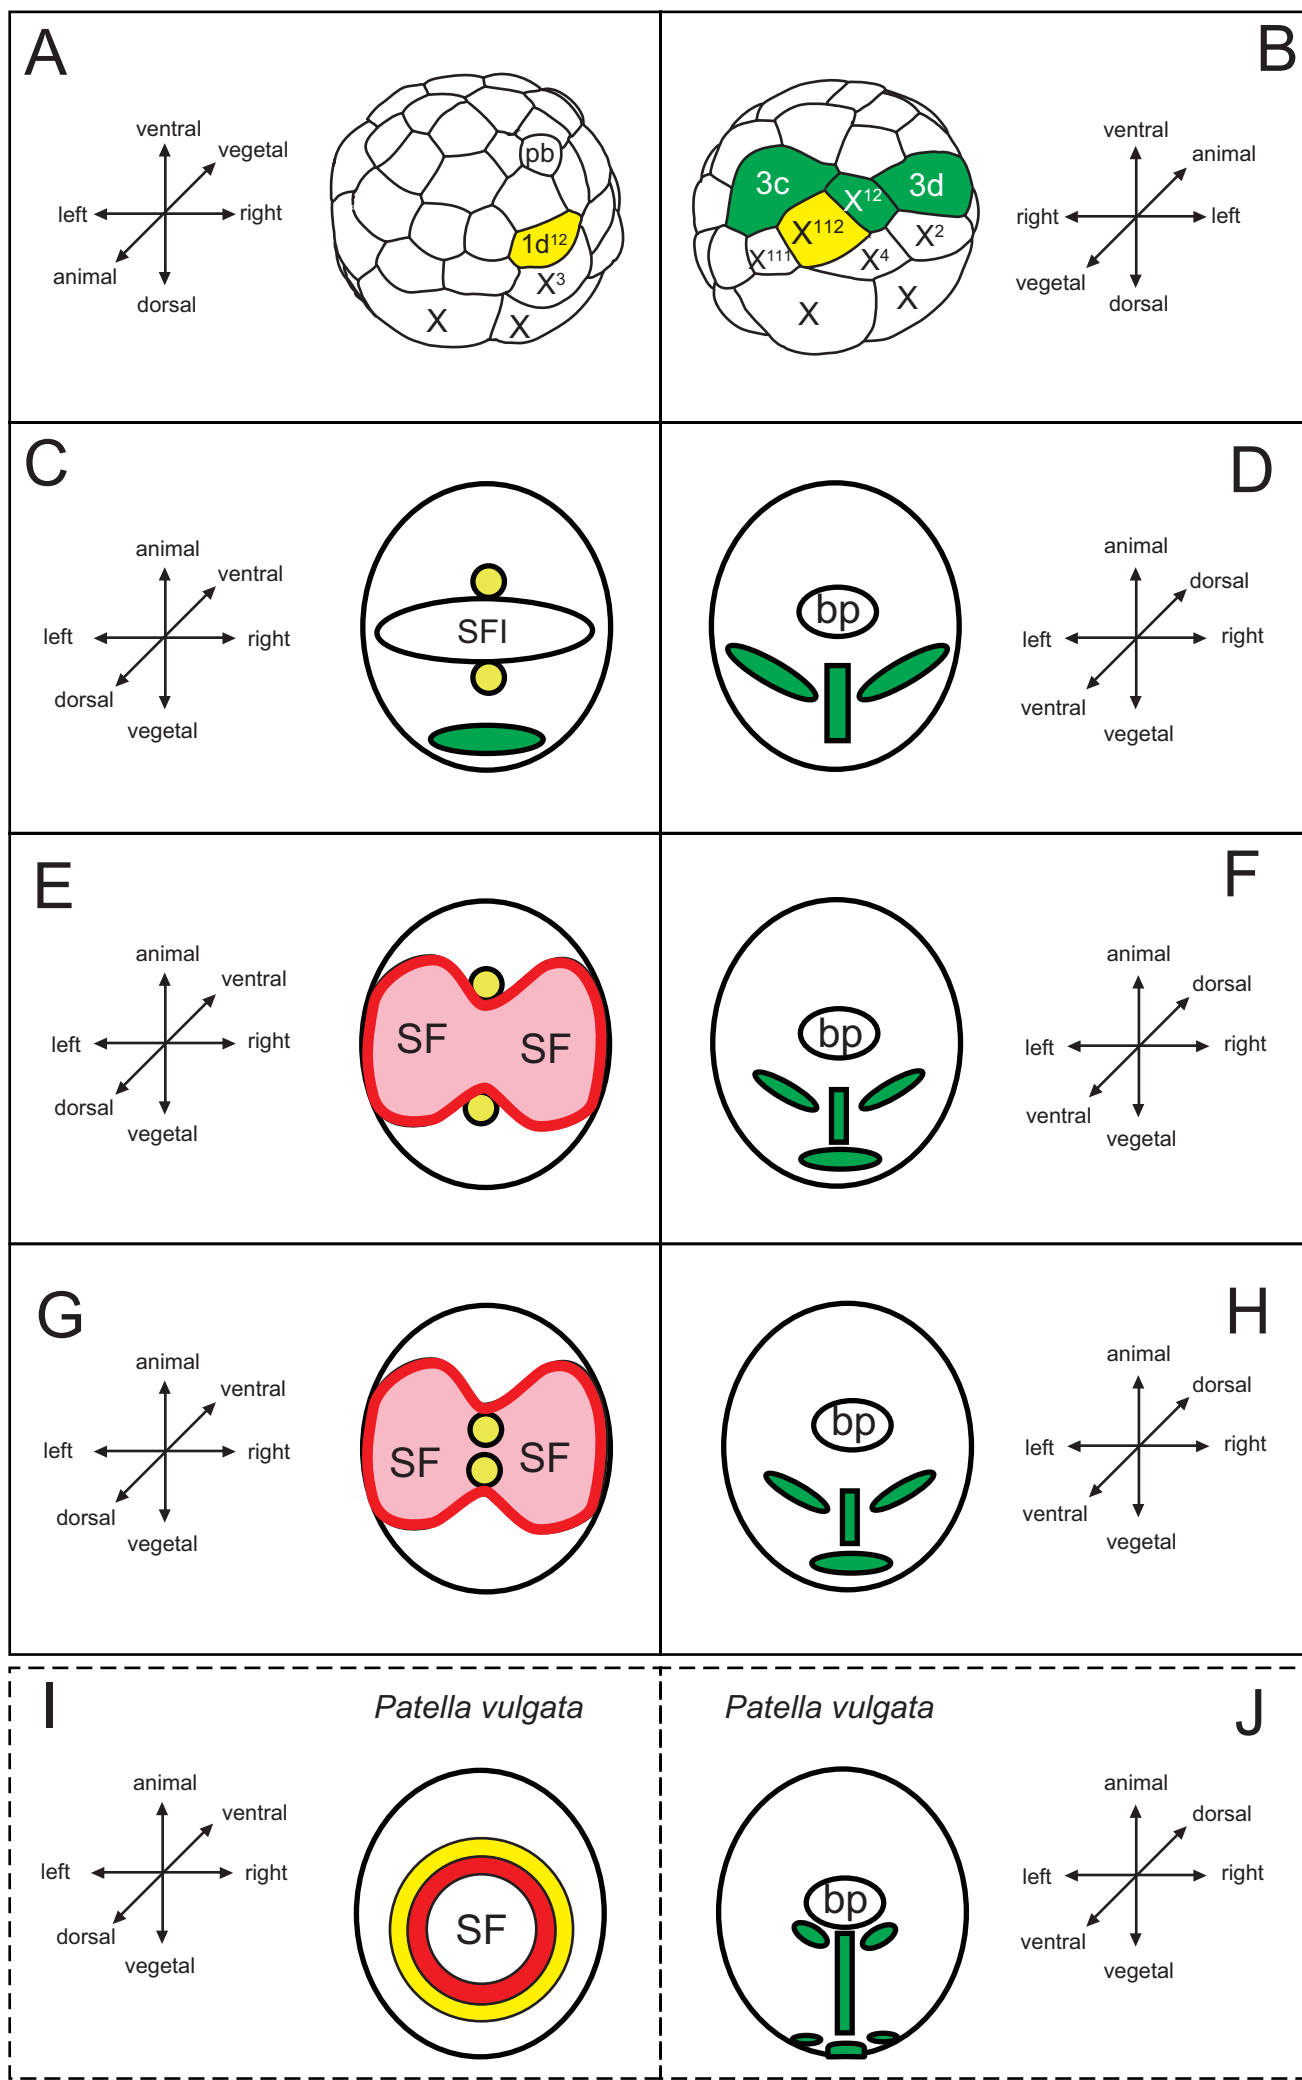 A
ventral
vegetal
left
right
animal
dorsal
pb
1d¹²
X³
X
X
B
ventral
animal
right
left
vegetal
dorsal
3c
X¹²
3d
X¹¹²
X¹¹¹
X⁴
X²
X
X
C
animal
ventral
left
right
dorsal
vegetal
SFI
D
animal
dorsal
left
right
ventral
vegetal
bp
E
animal
ventral
left
right
dorsal
vegetal
SF
SF
F
animal
dorsal
left
right
ventral
vegetal
bp
G
animal
ventral
left
right
dorsal
vegetal
SF
SF
H
animal
dorsal
left
right
ventral
vegetal
bp
I
Patella vulgata
animal
ventral
left
right
dorsal
vegetal
SF
J
Patella vulgata
animal
dorsal
left
right
ventral
vegetal
bp